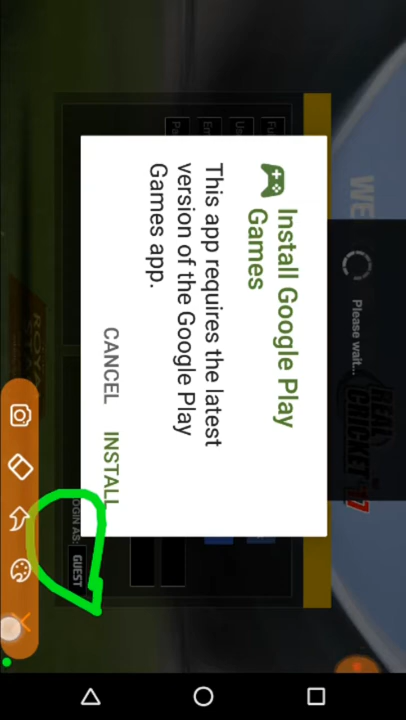 WE
REAL
CRICKET
17
Please wait...
Install Google Play
Games
This app requires the latest
version of the Google Play
Games app.
CANCEL
INSTALL
GUEST